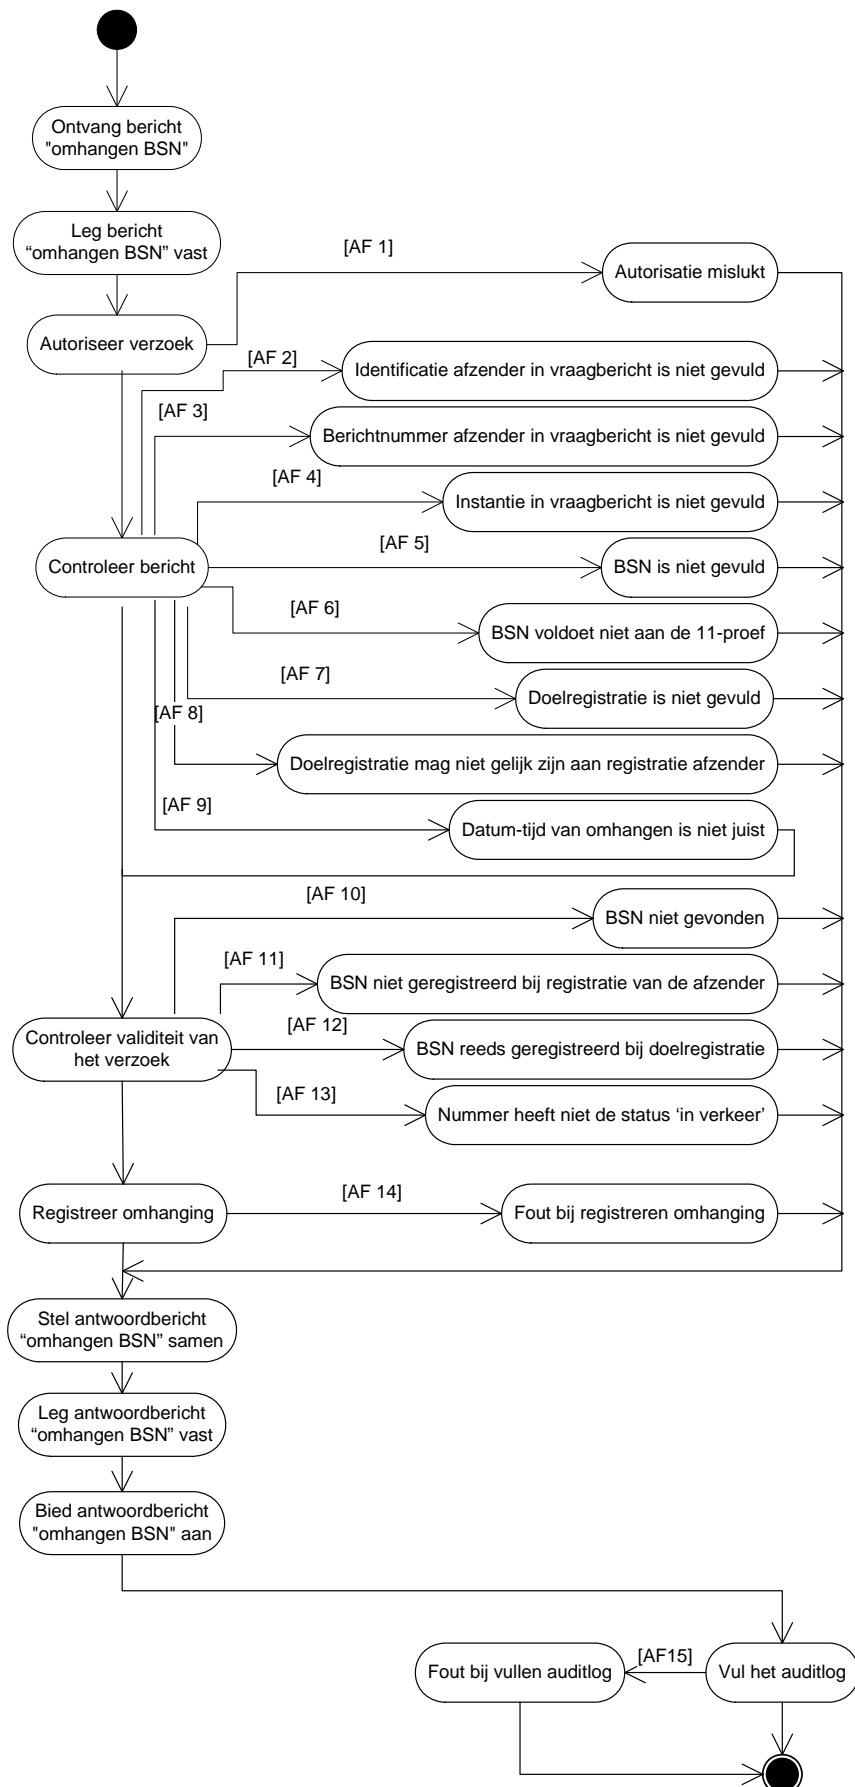 Ontvang bericht
"omhangen BSN"
Leg bericht
“omhangen BSN” vast
[AF 1]
Autorisatie mislukt
Autoriseer verzoek
[AF 2]
Identificatie afzender in vraagbericht is niet gevuld
[AF 3]
Berichtnummer afzender in vraagbericht is niet gevuld
[AF 4]
Instantie in vraagbericht is niet gevuld
[AF 5]
Controleer bericht
BSN is niet gevuld
[AF 6]
BSN voldoet niet aan de 11-proef
[AF 7]
Doelregistratie is niet gevuld
[AF 8]
Doelregistratie mag niet gelijk zijn aan registratie afzender
[AF 9]
Datum-tijd van omhangen is niet juist
[AF 10]
BSN niet gevonden
[AF 11]
BSN niet geregistreerd bij registratie van de afzender
[AF 12]
Controleer validiteit van
het verzoek
BSN reeds geregistreerd bij doelregistratie
[AF 13]
Nummer heeft niet de status ‘in verkeer’
[AF 14]
Registreer omhanging
Fout bij registreren omhanging
Stel antwoordbericht
“omhangen BSN” samen
Leg antwoordbericht
“omhangen BSN” vast
Bied antwoordbericht
"omhangen BSN" aan
[AF15]
Fout bij vullen auditlog
Vul het auditlog